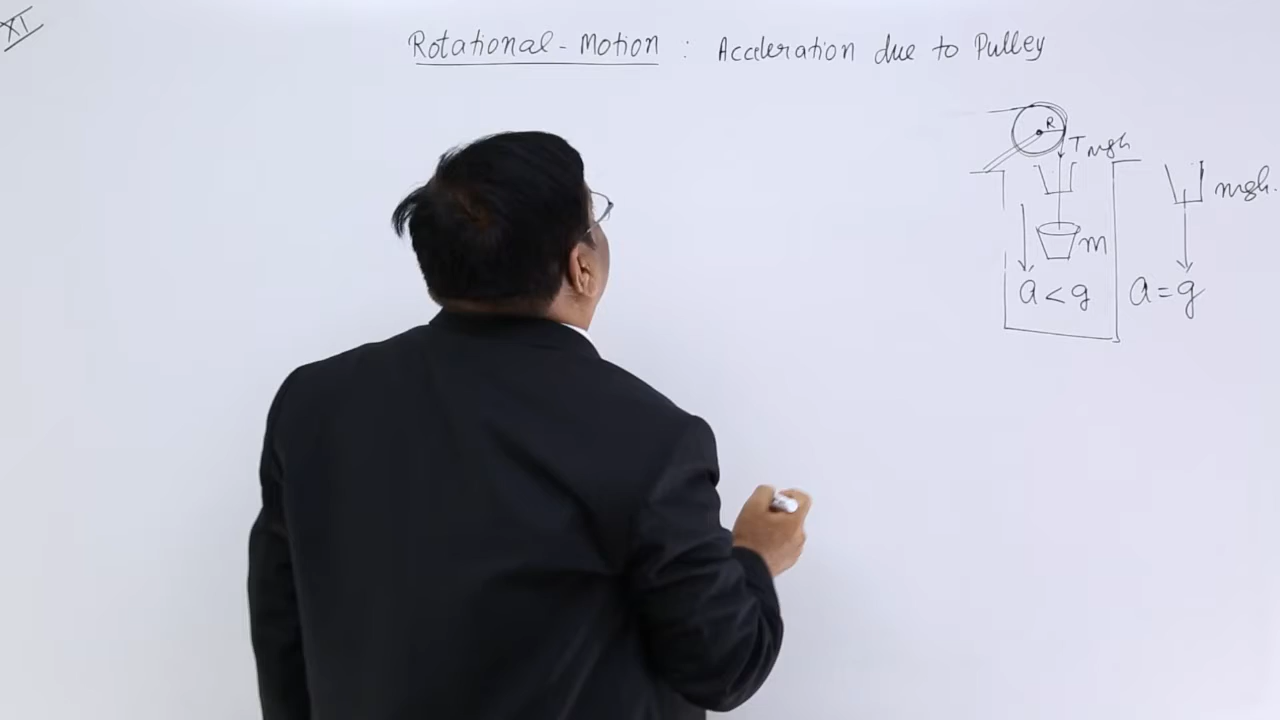 XI
Rotational - Motion : Acceleration due to Pulley
R
T mgh
mgh.
m
a < g
a = g